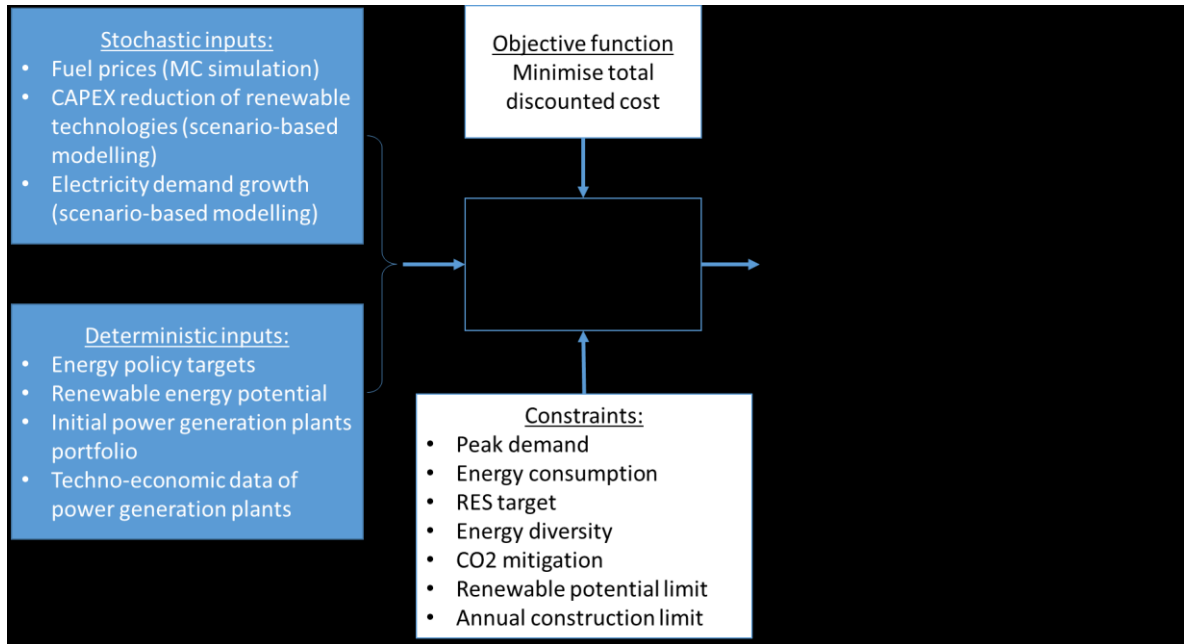 Stochastic inputs:
• Fuel prices (MC simulation)
• CAPEX reduction of renewable
technologies (scenario-based
modelling)
• Electricity demand growth
(scenario-based modelling)
Deterministic inputs:
• Energy policy targets
• Renewable energy potential
• Initial power generation plants
portfolio
• Techno-economic data of
power generation plants
Objective function
Minimise total
discounted cost
Constraints:
• Peak demand
• Energy consumption
• RES target
• Energy diversity
• CO2 mitigation
• Renewable potential limit
• Annual construction limit